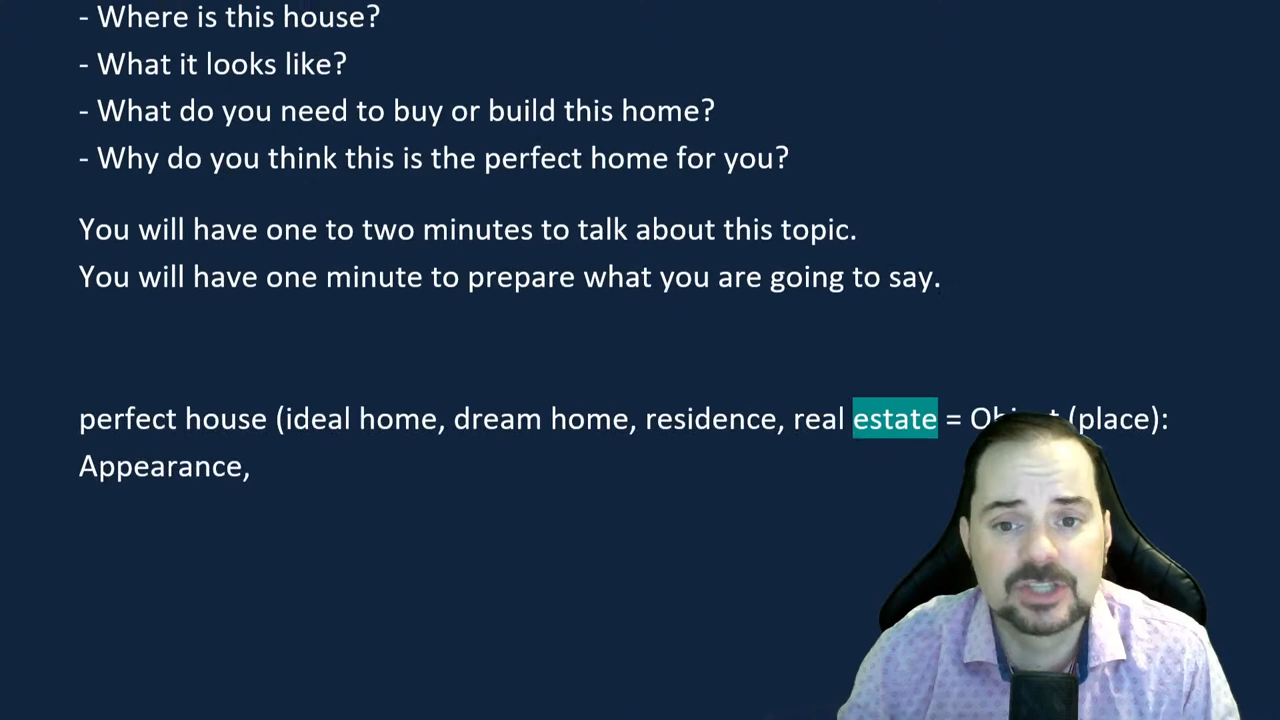 - Where is this house?
- What it looks like?
- What do you need to buy or build this home?
- Why do you think this is the perfect home for you?
You will have one to two minutes to talk about this topic.
You will have one minute to prepare what you are going to say.
perfect house (ideal home, dream home, residence, real estate = Object (place):
Appearance,